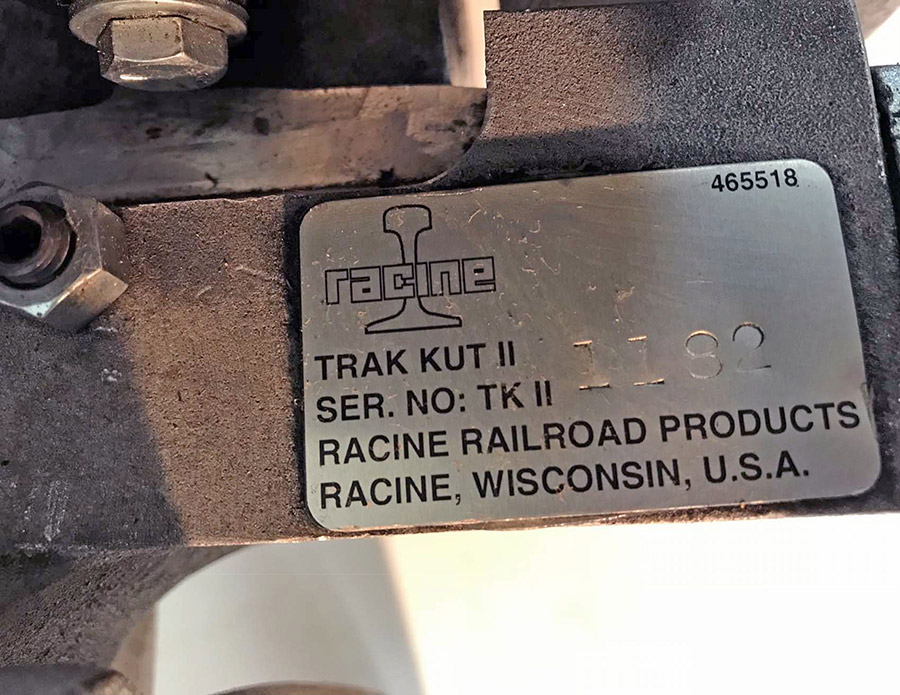 465518
racine
TRAK KUT II
SER. NO: TK II 1182
RACINE RAILROAD PRODUCTS
RACINE, WISCONSIN, U.S.A.